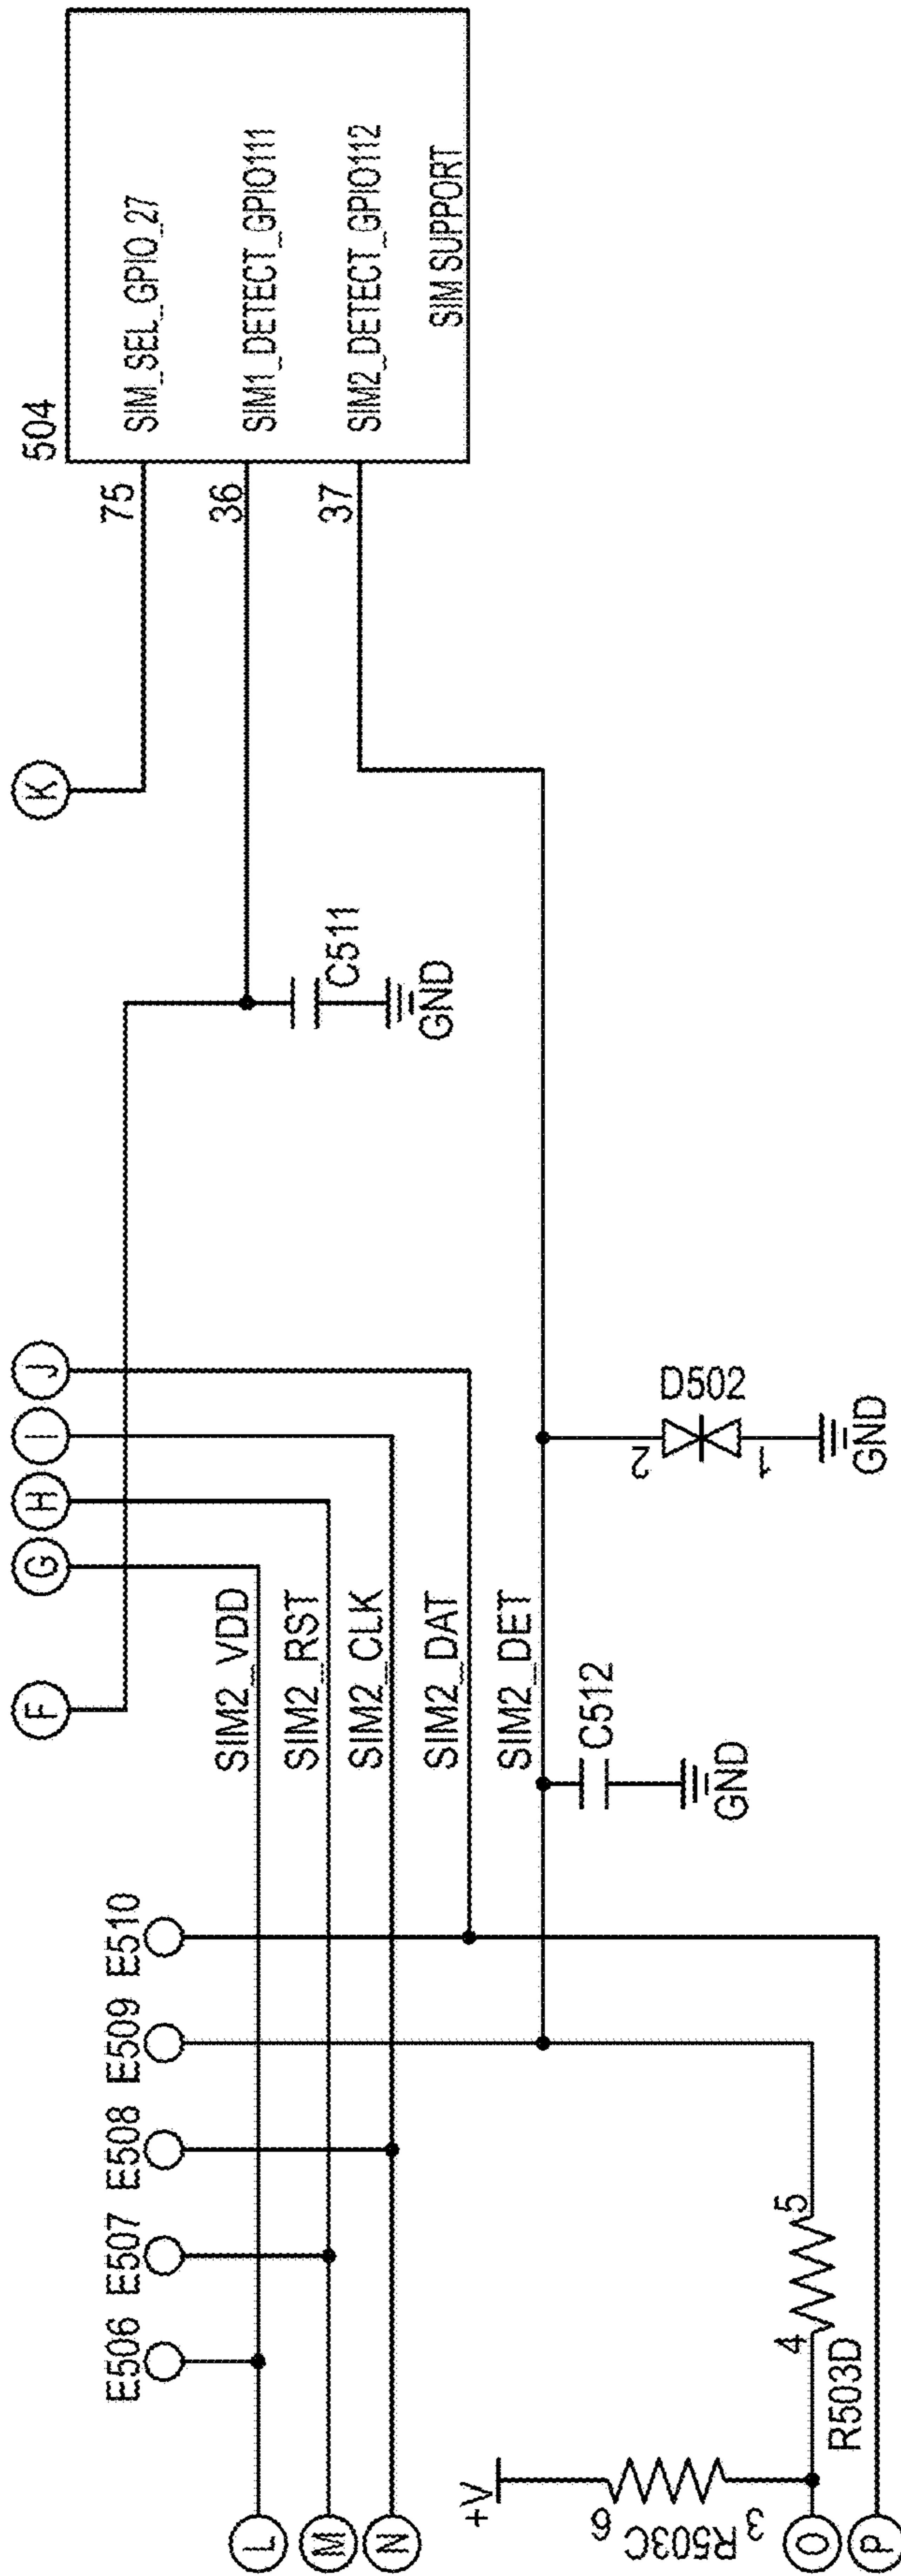 504
SIM_SEL_GPIO_27
SIM1_DETECT_GPIO111
SIM2_DETECT_GPIO112
SIM SUPPORT
75
36
37
K
C511
GND
J
I
H
G
F
SIM2_VDD
SIM2_RST
SIM2_CLK
SIM2_DAT
SIM2_DET
D502
2
1
GND
C512
GND
E506
E507
E508
E509
E510
L
M
N
+V
6
R503C
3
4
5
R503D
O
P